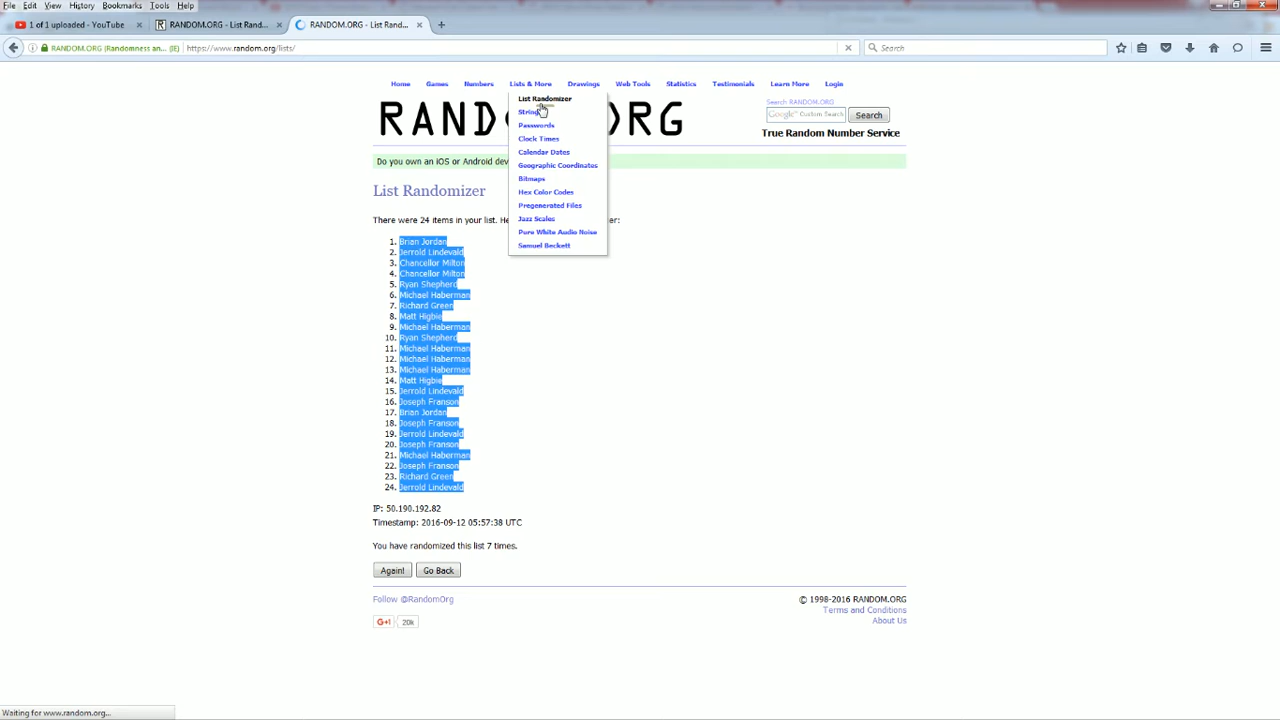 File Edit View History Bookmarks Tools Help
1 of 1 uploaded - YouTube
RANDOM.ORG - List Rand...
RANDOM.ORG - List Rand...
RANDOM.ORG (Randomness an... (IE)
https://www.random.org/lists/
Search
Home Games Numbers Lists & More Drawings Web Tools Statistics Testimonials Learn More Login
List Randomizer
Strings
Passwords
Clock Times
Calendar Dates
Geographic Coordinates
Bitmaps
Hex Color Codes
Pregenerated Files
Jazz Scales
Pure White Audio Noise
Samuel Beckett
Search RANDOM.ORG
Google™ Custom Search
Search
True Random Number Service
Do you own an iOS or Android dev
List Randomizer
There were 24 items in your list. He
1. Brian Jordan
2. Jerrold Lindevald
3. Chancellor Milton
4. Chancellor Milton
5. Ryan Shepherd
6. Michael Haberman
7. Richard Green
8. Matt Higbie
9. Michael Haberman
10. Ryan Shepherd
11. Michael Haberman
12. Michael Haberman
13. Michael Haberman
14. Matt Higbie
15. Jerrold Lindevald
16. Joseph Franson
17. Brian Jordan
18. Joseph Franson
19. Jerrold Lindevald
20. Joseph Franson
21. Michael Haberman
22. Joseph Franson
23. Richard Green
24. Jerrold Lindevald
IP: 50.190.192.82
Timestamp: 2016-09-12 05:57:38 UTC
You have randomized this list 7 times.
Again! Go Back
Follow @RandomOrg
© 1998-2016 RANDOM.ORG
Terms and Conditions
About Us
G+1 20k
Waiting for www.random.org...